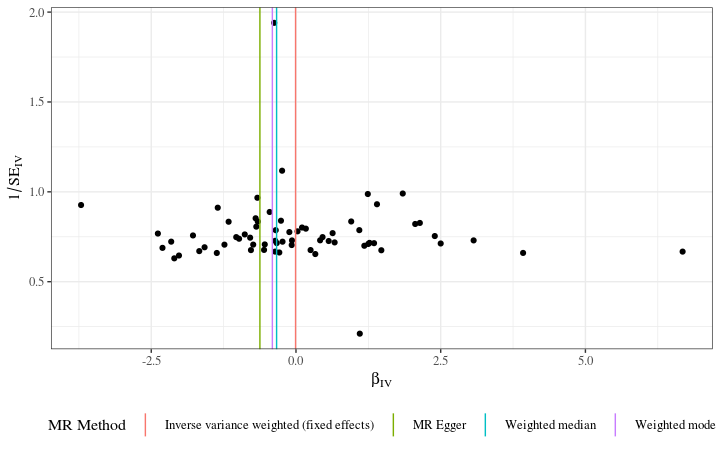 2.0
1.5
1.0
0.5
1/SE_IV
-2.5 0.0 2.5 5.0
β_IV
MR Method Inverse variance weighted (fixed effects) MR Egger Weighted median Weighted mode